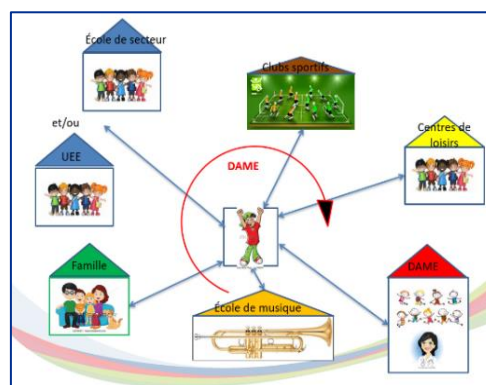 École de secteur
Clubs sportifs
et/ou
UEE
Centres de
loisirs
DAME
Famille
DAME
École de musique